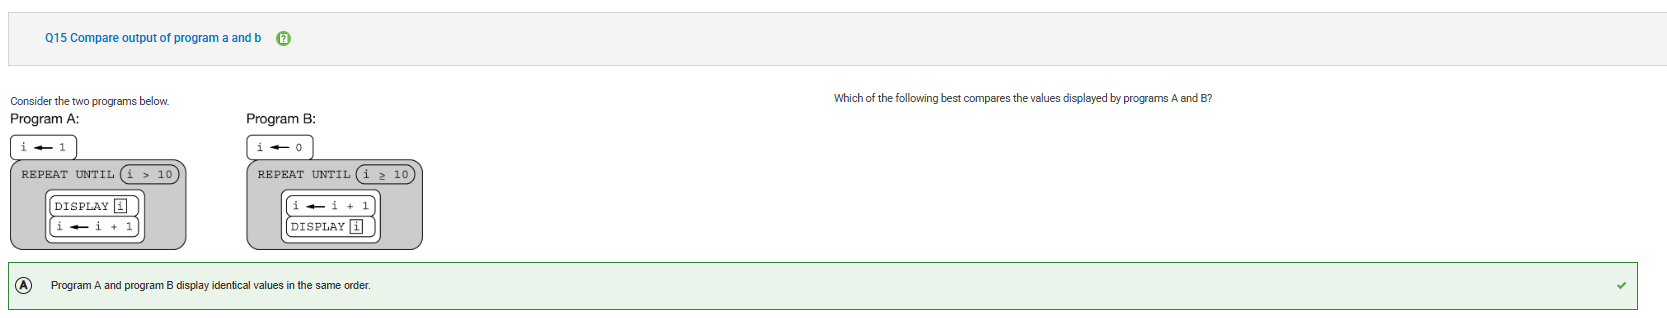 Q15 Compare output of program a and b ?
Consider the two programs below.
Program A:
i ← 1
REPEAT UNTIL i > 10
DISPLAY i
i ← i + 1
Program B:
i ← 0
REPEAT UNTIL i ≥ 10
i ← i + 1
DISPLAY i
Which of the following best compares the values displayed by programs A and B?
A Program A and program B display identical values in the same order.